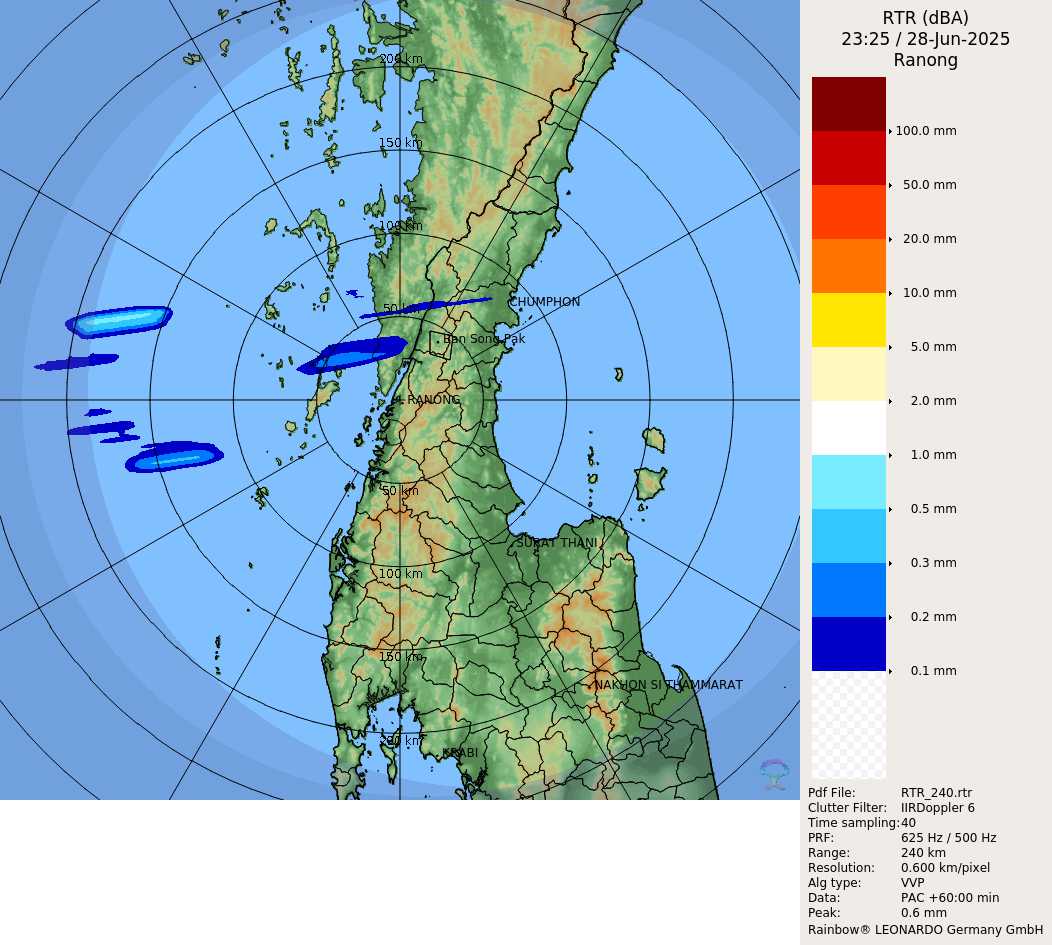 RTR (dBA)
23:25 / 28-Jun-2025
Ranong
100.0 mm
50.0 mm
20.0 mm
10.0 mm
5.0 mm
2.0 mm
1.0 mm
0.5 mm
0.3 mm
0.2 mm
0.1 mm
Pdf File: RTR_240.rtr
Clutter Filter: IIRDoppler 6
Time sampling: 40
PRF: 625 Hz / 500 Hz
Range: 240 km
Resolution: 0.600 km/pixel
Alg type: VVP
Data: PAC +60:00 min
Peak: 0.6 mm
Rainbow® LEONARDO Germany GmbH
200 km
150 km
100 km
CHUMPHON
50 k
Ban Song Pak
RANONG
50 km
SURAT THANI
100 km
150 km
NAKHON SI THAMMARAT
200 km
KRABI